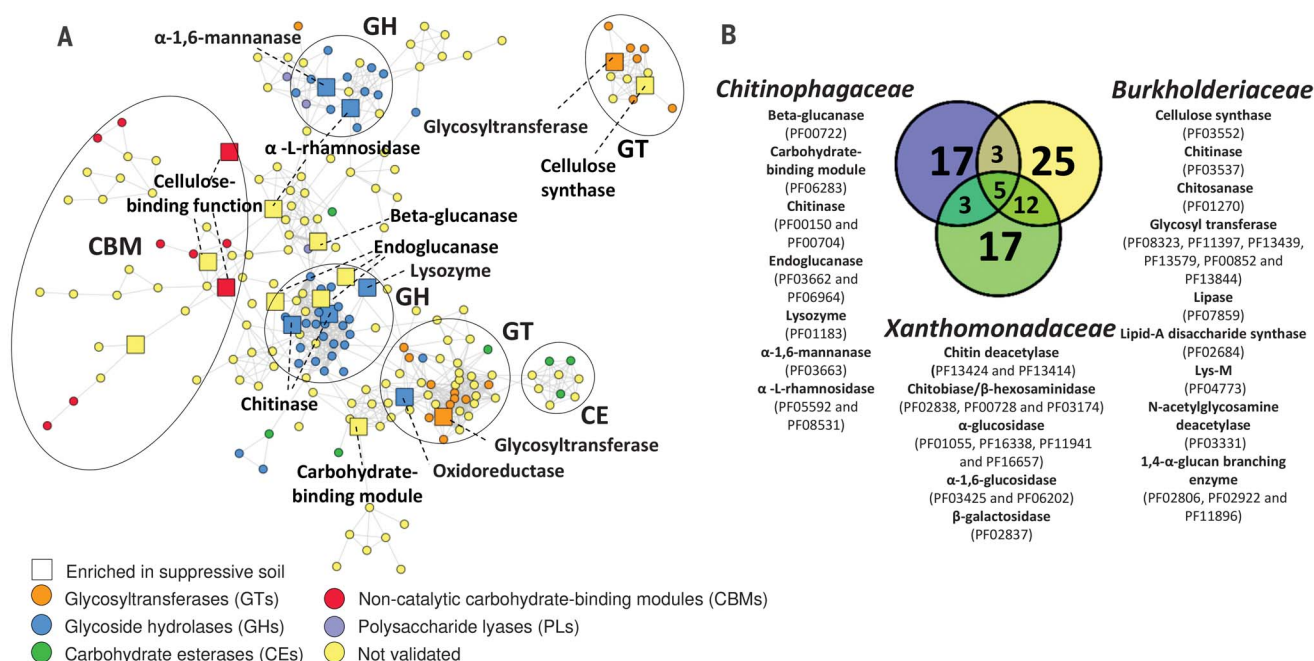 A
GH
α-1,6-mannanase
Glycosyltransferase
α -L-rhamnosidase
GT
Cellulose
synthase
Cellulose-
binding function
CBM
Beta-glucanase
Endoglucanase
Lysozyme
GH
GT
Chitinase
CE
Glycosyltransferase
Oxidoreductase
Carbohydrate-
binding module
Enriched in suppressive soil
Glycosyltransferases (GTs)
Glycoside hydrolases (GHs)
Carbohydrate esterases (CEs)
Non-catalytic carbohydrate-binding modules (CBMs)
Polysaccharide lyases (PLs)
Not validated
B
Chitinophagaceae
Beta-glucanase
(PF00722)
Carbohydrate-
binding module
(PF06283)
Chitinase
(PF00150 and
PF00704)
Endoglucanase
(PF03662 and
PF06964)
Lysozyme
(PF01183)
α-1,6-mannanase
(PF03663)
α -L-rhamnosidase
(PF05592 and
PF08531)
17
3
25
5
3
12
17
Xanthomonadaceae
Chitin deacetylase
(PF13424 and PF13414)
Chitobiase/β-hexosaminidase
(PF02838, PF00728 and PF03174)
α-glucosidase
(PF01055, PF16338, PF11941
and PF16657)
α-1,6-glucosidase
(PF03425 and PF06202)
β-galactosidase
(PF02837)
Burkholderiaceae
Cellulose synthase
(PF03552)
Chitinase
(PF03537)
Chitosanase
(PF01270)
Glycosyl transferase
(PF08323, PF11397, PF13439,
PF13579, PF00852 and
PF13844)
Lipase
(PF07859)
Lipid-A disaccharide synthase
(PF02684)
Lys-M
(PF04773)
N-acetylglycosamine
deacetylase
(PF03331)
1,4-α-glucan branching
enzyme
(PF02806, PF02922 and
PF11896)